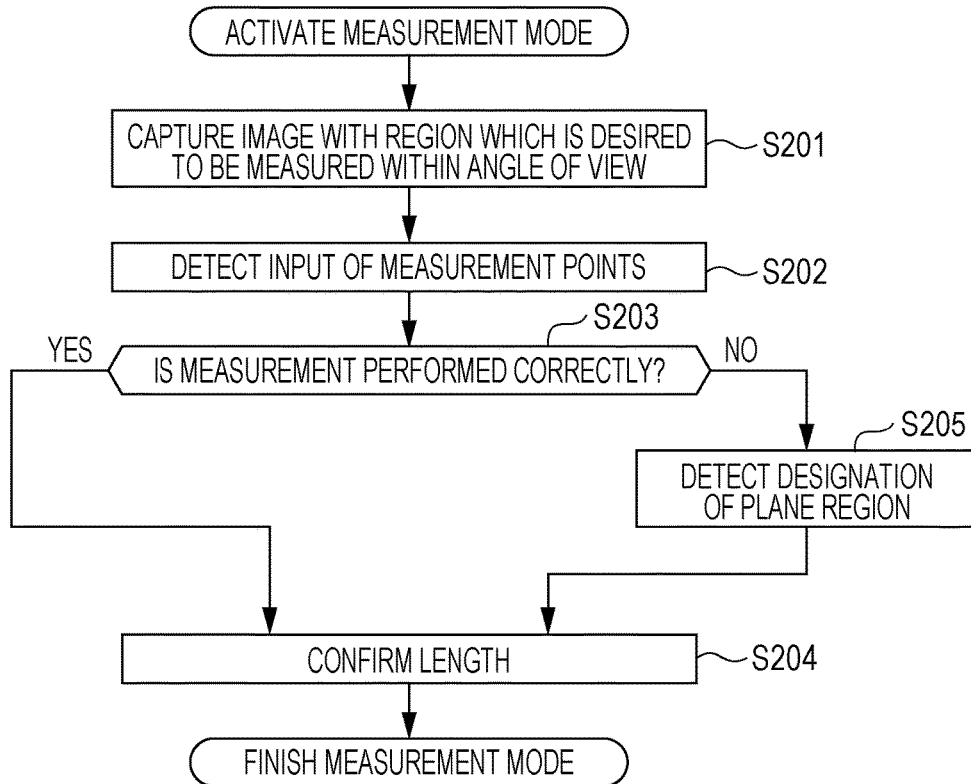 ACTIVATE MEASUREMENT MODE
CAPTURE IMAGE WITH REGION WHICH IS DESIRED
TO BE MEASURED WITHIN ANGLE OF VIEW
S201
DETECT INPUT OF MEASUREMENT POINTS
S202
S203
YES
IS MEASUREMENT PERFORMED CORRECTLY?
NO
S205
DETECT DESIGNATION
OF PLANE REGION
CONFIRM LENGTH
S204
FINISH MEASUREMENT MODE